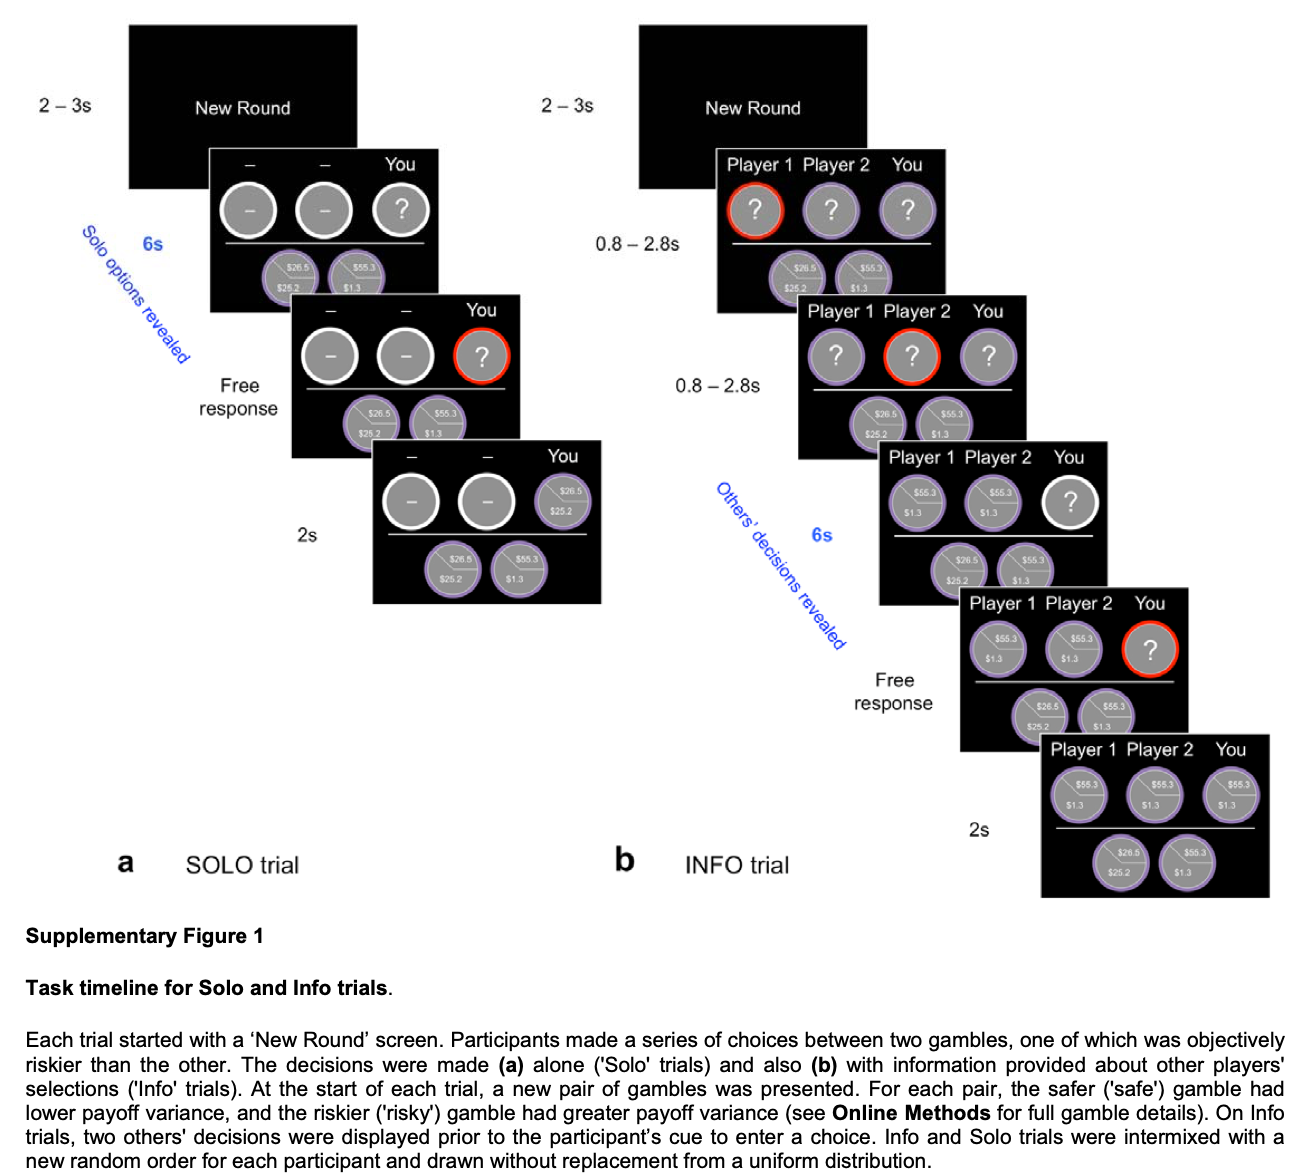 2 – 3s
New Round
– – You
– – ?
6s
Solo options revealed
$26.5 $55.3
$25.2 $1.3
– – You
– – ?
Free
response
$26.5 $55.3
$25.2 $1.3
– – You
– – $26.5
$25.2
2s
$26.5 $55.3
$25.2 $1.3
a SOLO trial
2 – 3s
New Round
Player 1 Player 2 You
? ? ?
0.8 – 2.8s
$26.5 $55.3
$25.2 $1.3
Player 1 Player 2 You
? ? ?
0.8 – 2.8s
$26.5 $55.3
$25.2 $1.3
Player 1 Player 2 You
$55.3 $55.3 ?
$1.3 $1.3
Others' decisions revealed
6s
$26.5 $55.3
$25.2 $1.3
Player 1 Player 2 You
$55.3 $55.3 ?
$1.3 $1.3
Free
response
$26.5 $55.3
$25.2 $1.3
Player 1 Player 2 You
$55.3 $55.3 $55.3
$1.3 $1.3 $1.3
2s
$26.5 $55.3
$25.2 $1.3
b INFO trial
Supplementary Figure 1
Task timeline for Solo and Info trials.
Each trial started with a ‘New Round’ screen. Participants made a series of choices between two gambles, one of which was objectively
riskier than the other. The decisions were made (a) alone ('Solo' trials) and also (b) with information provided about other players'
selections ('Info' trials). At the start of each trial, a new pair of gambles was presented. For each pair, the safer ('safe') gamble had
lower payoff variance, and the riskier ('risky') gamble had greater payoff variance (see Online Methods for full gamble details). On Info
trials, two others' decisions were displayed prior to the participant’s cue to enter a choice. Info and Solo trials were intermixed with a
new random order for each participant and drawn without replacement from a uniform distribution.